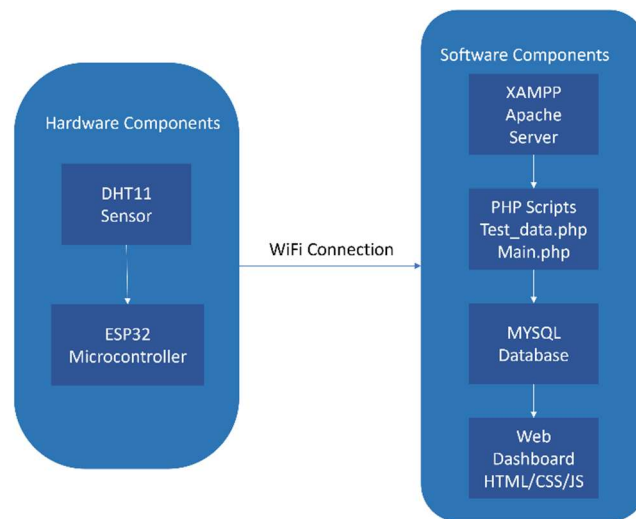 Hardware Components
DHT11
Sensor
ESP32
Microcontroller
WiFi Connection
Software Components
XAMPP
Apache
Server
PHP Scripts
Test_data.php
Main.php
MYSQL
Database
Web
Dashboard
HTML/CSS/JS